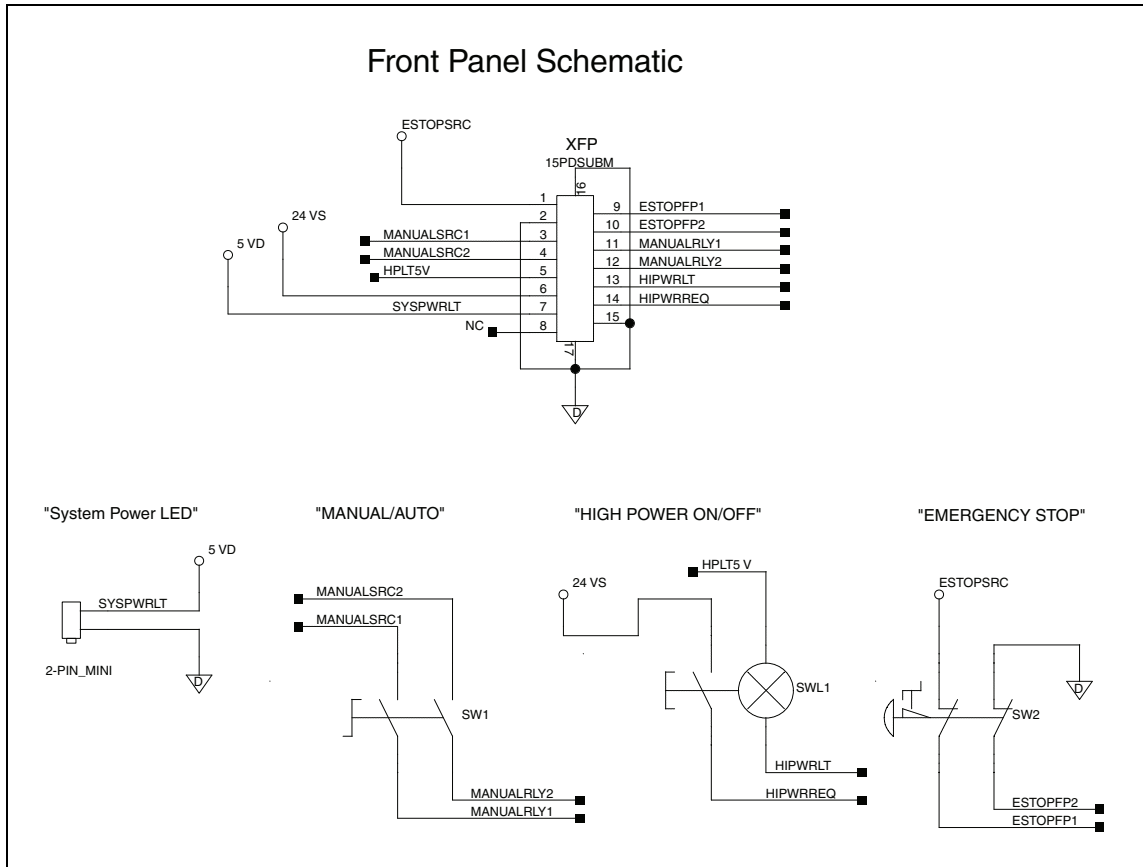 Front Panel Schematic
ESTOPSRC
XFP
15PDSUBM
16
24 VS
5 VD
1
2
MANUALSRC1 3
MANUALSRC2 4
HPLT5V 5
6
SYSPWRLT 7
NC 8
9 ESTOPFP1
10 ESTOPFP2
11 MANUALRLY1
12 MANUALRLY2
13 HIPWRLT
14 HIPWRREQ
15
17
D
"System Power LED"
5 VD
SYSPWRLT
2-PIN_MINI
D
"MANUAL/AUTO"
MANUALSRC2
MANUALSRC1
SW1
MANUALRLY2
MANUALRLY1
"HIGH POWER ON/OFF"
HPLT5 V
24 VS
SWL1
HIPWRLT
HIPWRREQ
"EMERGENCY STOP"
ESTOPSRC
D
SW2
ESTOPFP2
ESTOPFP1